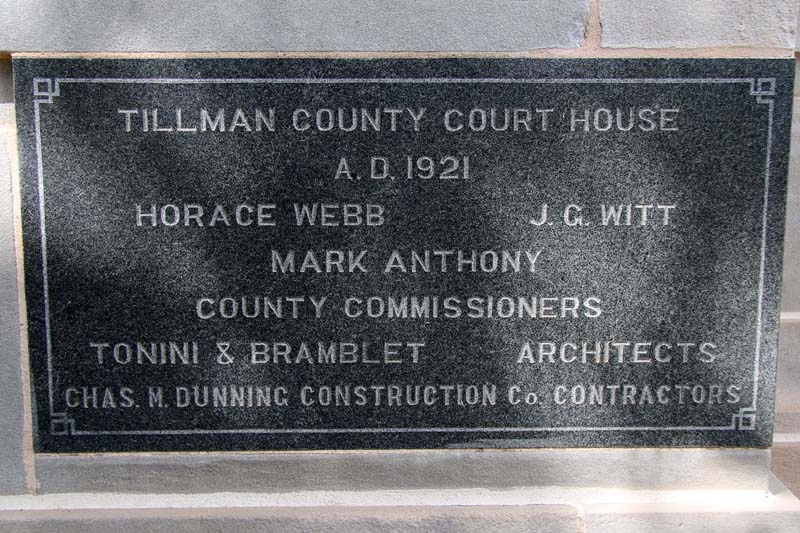 TILLMAN COUNTY COURT HOUSE
A. D. 1921
HORACE WEBB J. G. WITT
MARK ANTHONY
COUNTY COMMISSIONERS
TONINI & BRAMBLET ARCHITECTS
CHAS. M. DUNNING CONSTRUCTION Co. CONTRACTORS